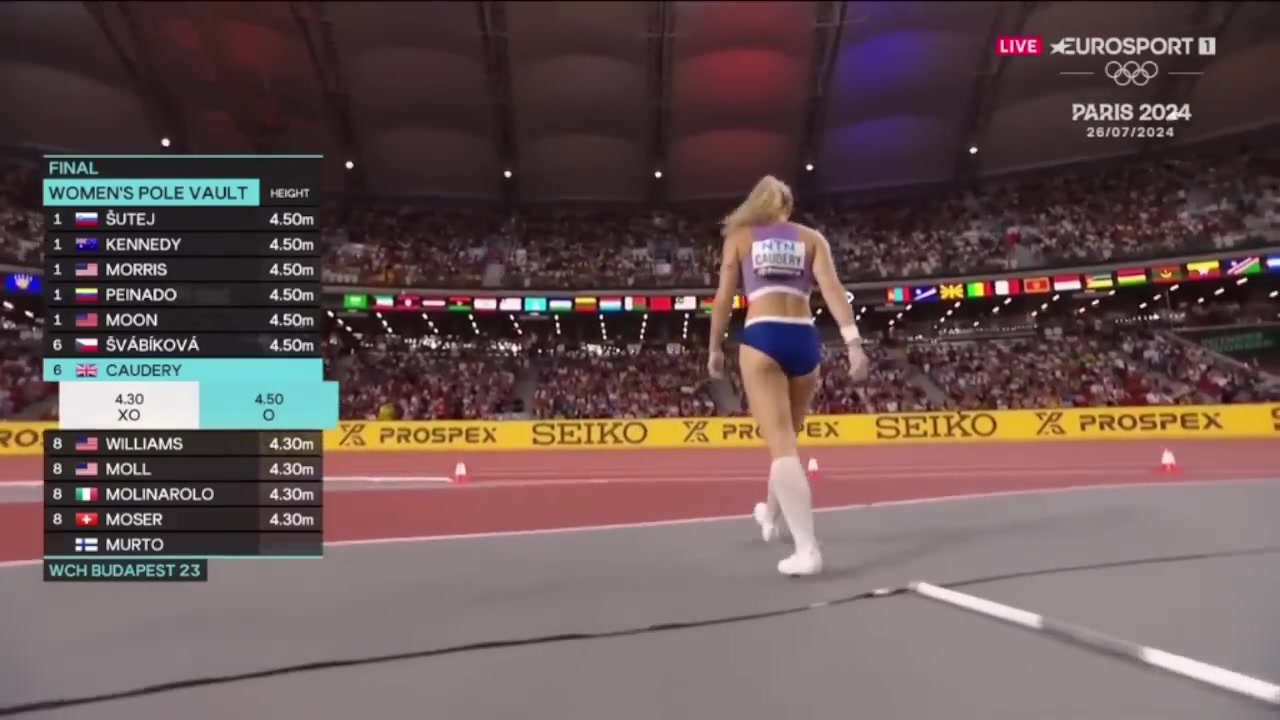 LIVE EUROSPORT 1
PARIS 2024
26/07/2024
FINAL
WOMEN'S POLE VAULT HEIGHT
1 ŠUTEJ 4.50m
1 KENNEDY 4.50m
1 MORRIS 4.50m
1 PEINADO 4.50m
1 MOON 4.50m
6 ŠVÁBÍKOVÁ 4.50m
6 CAUDERY
4.30 4.50
XO O
8 WILLIAMS 4.30m
8 MOLL 4.30m
8 MOLINAROLO 4.30m
8 MOSER 4.30m
MURTO
WCH BUDAPEST 23
NTN
CAUDERY
PROSPEX SEIKO PROSPEX SEIKO PROSPEX